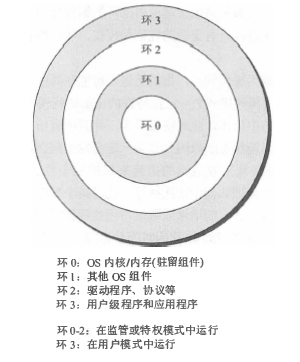 环 3
环 2
环 1
环 0
环 0：OS 内核/内存(驻留组件)
环 1：其他 OS 组件
环 2：驱动程序、协议等
环 3：用户级程序和应用程序
环 0-2：在监管或特权模式中运行
环 3：在用户模式中运行